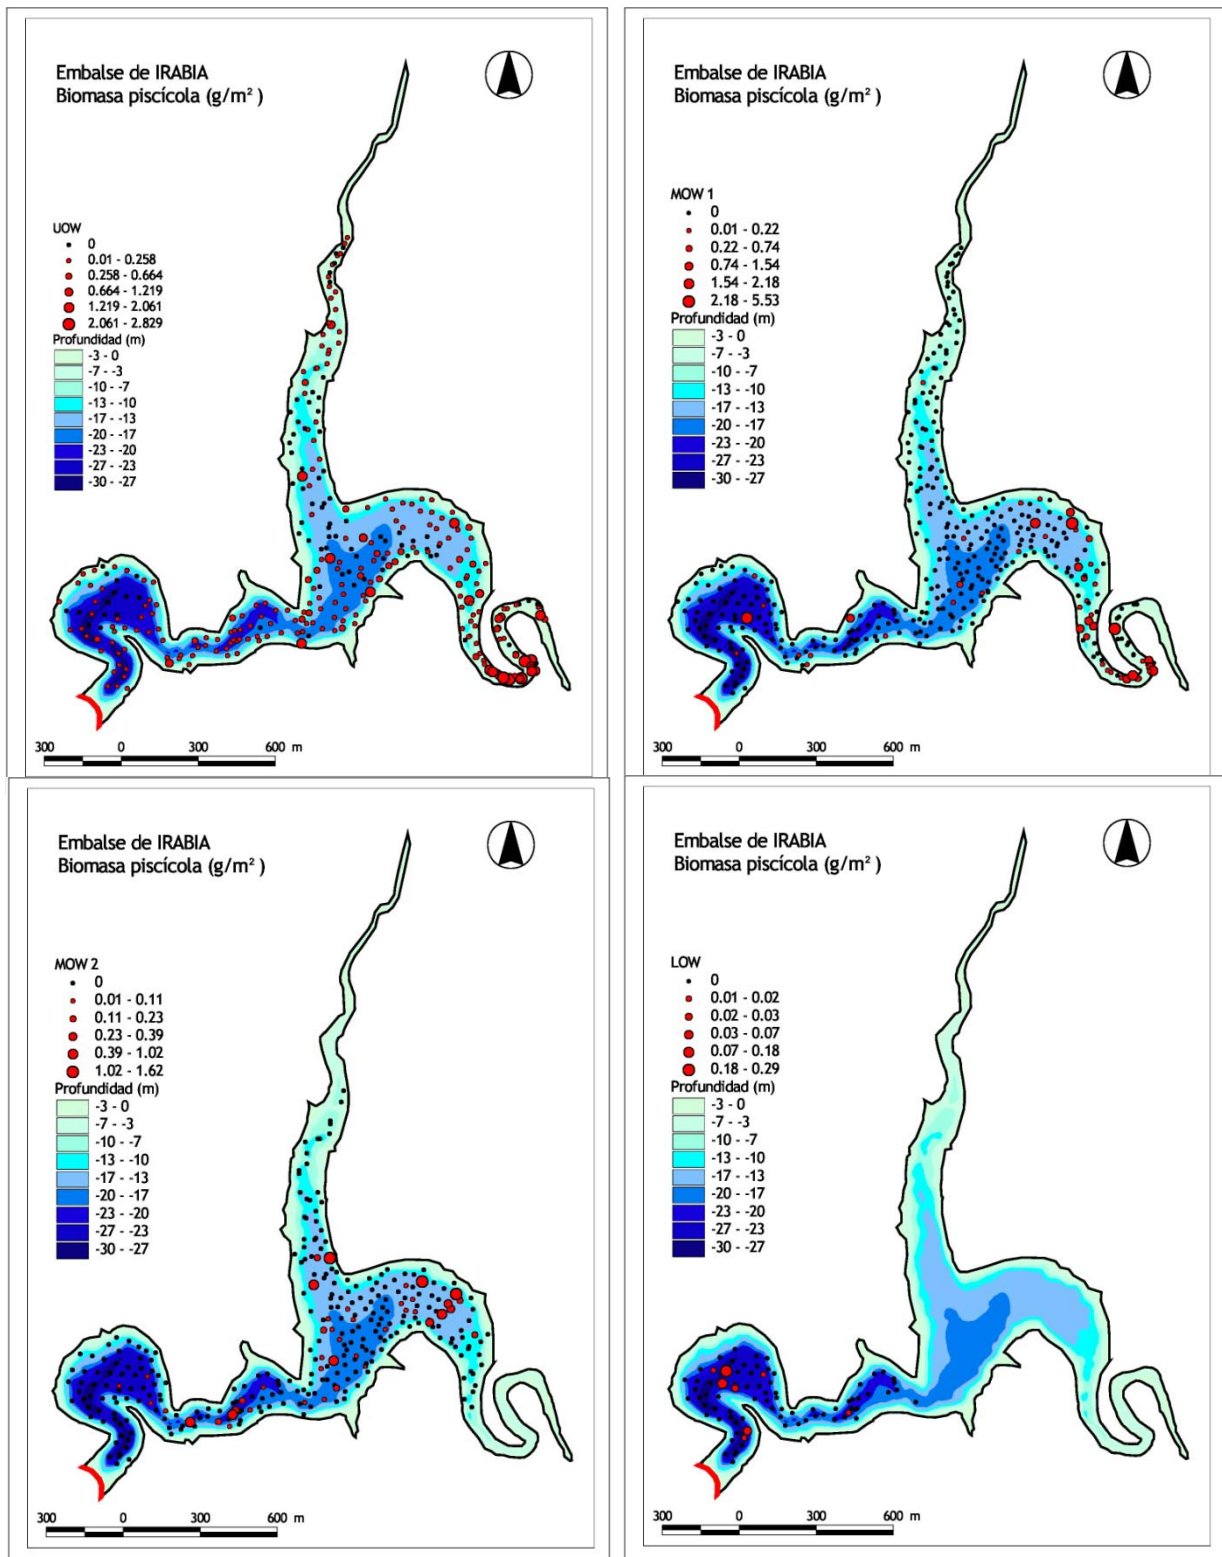 Embalse de IRABIA
Biomasa piscícola (g/m²)
UOW
0
0.01 - 0.258
0.258 - 0.664
0.664 - 1.219
1.219 - 2.061
2.061 - 2.829
Profundidad (m)
-3 - 0
-7 - -3
-10 - -7
-13 - -10
-17 - -13
-20 - -17
-23 - -20
-27 - -23
-30 - -27
300 0 300 600 m
Embalse de IRABIA
Biomasa piscícola (g/m²)
MOW 1
0
0.01 - 0.22
0.22 - 0.74
0.74 - 1.54
1.54 - 2.18
2.18 - 5.53
Profundidad (m)
-3 - 0
-7 - -3
-10 - -7
-13 - -10
-17 - -13
-20 - -17
-23 - -20
-27 - -23
-30 - -27
300 0 300 600 m
Embalse de IRABIA
Biomasa piscícola (g/m²)
MOW 2
0
0.01 - 0.11
0.11 - 0.23
0.23 - 0.39
0.39 - 1.02
1.02 - 1.62
Profundidad (m)
-3 - 0
-7 - -3
-10 - -7
-13 - -10
-17 - -13
-20 - -17
-23 - -20
-27 - -23
-30 - -27
300 0 300 600 m
Embalse de IRABIA
Biomasa piscícola (g/m²)
LOW
0
0.01 - 0.02
0.02 - 0.03
0.03 - 0.07
0.07 - 0.18
0.18 - 0.29
Profundidad (m)
-3 - 0
-7 - -3
-10 - -7
-13 - -10
-17 - -13
-20 - -17
-23 - -20
-27 - -23
-30 - -27
300 0 300 600 m